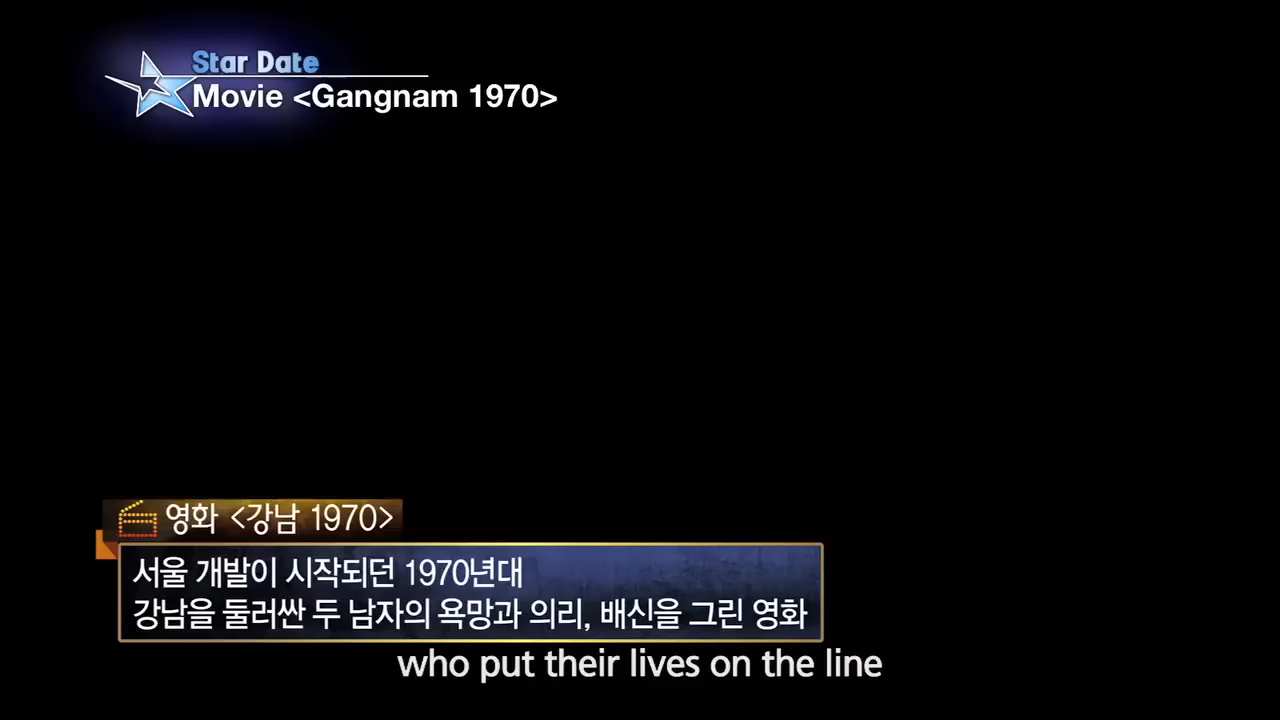 Star Date
Movie <Gangnam 1970>
영화 <강남 1970>
서울 개발이 시작되던 1970년대
강남을 둘러싼 두 남자의 욕망과 의리, 배신을 그린 영화
who put their lives on the line